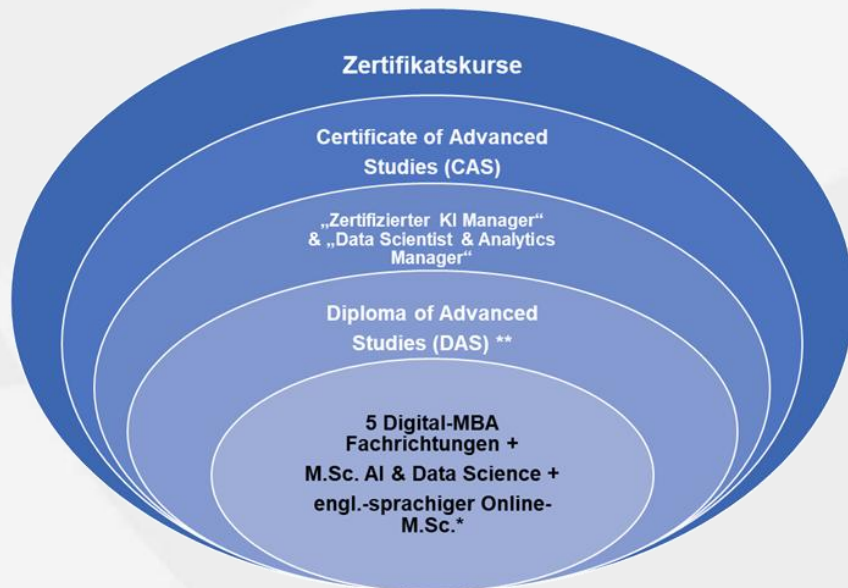 Zertifikatskurse
Certificate of Advanced
Studies (CAS)
„Zertifizierter KI Manager“
& „Data Scientist & Analytics
Manager“
Diploma of Advanced
Studies (DAS) **
5 Digital-MBA
Fachrichtungen +
M.Sc. AI & Data Science +
engl.-sprachiger Online-
M.Sc.*